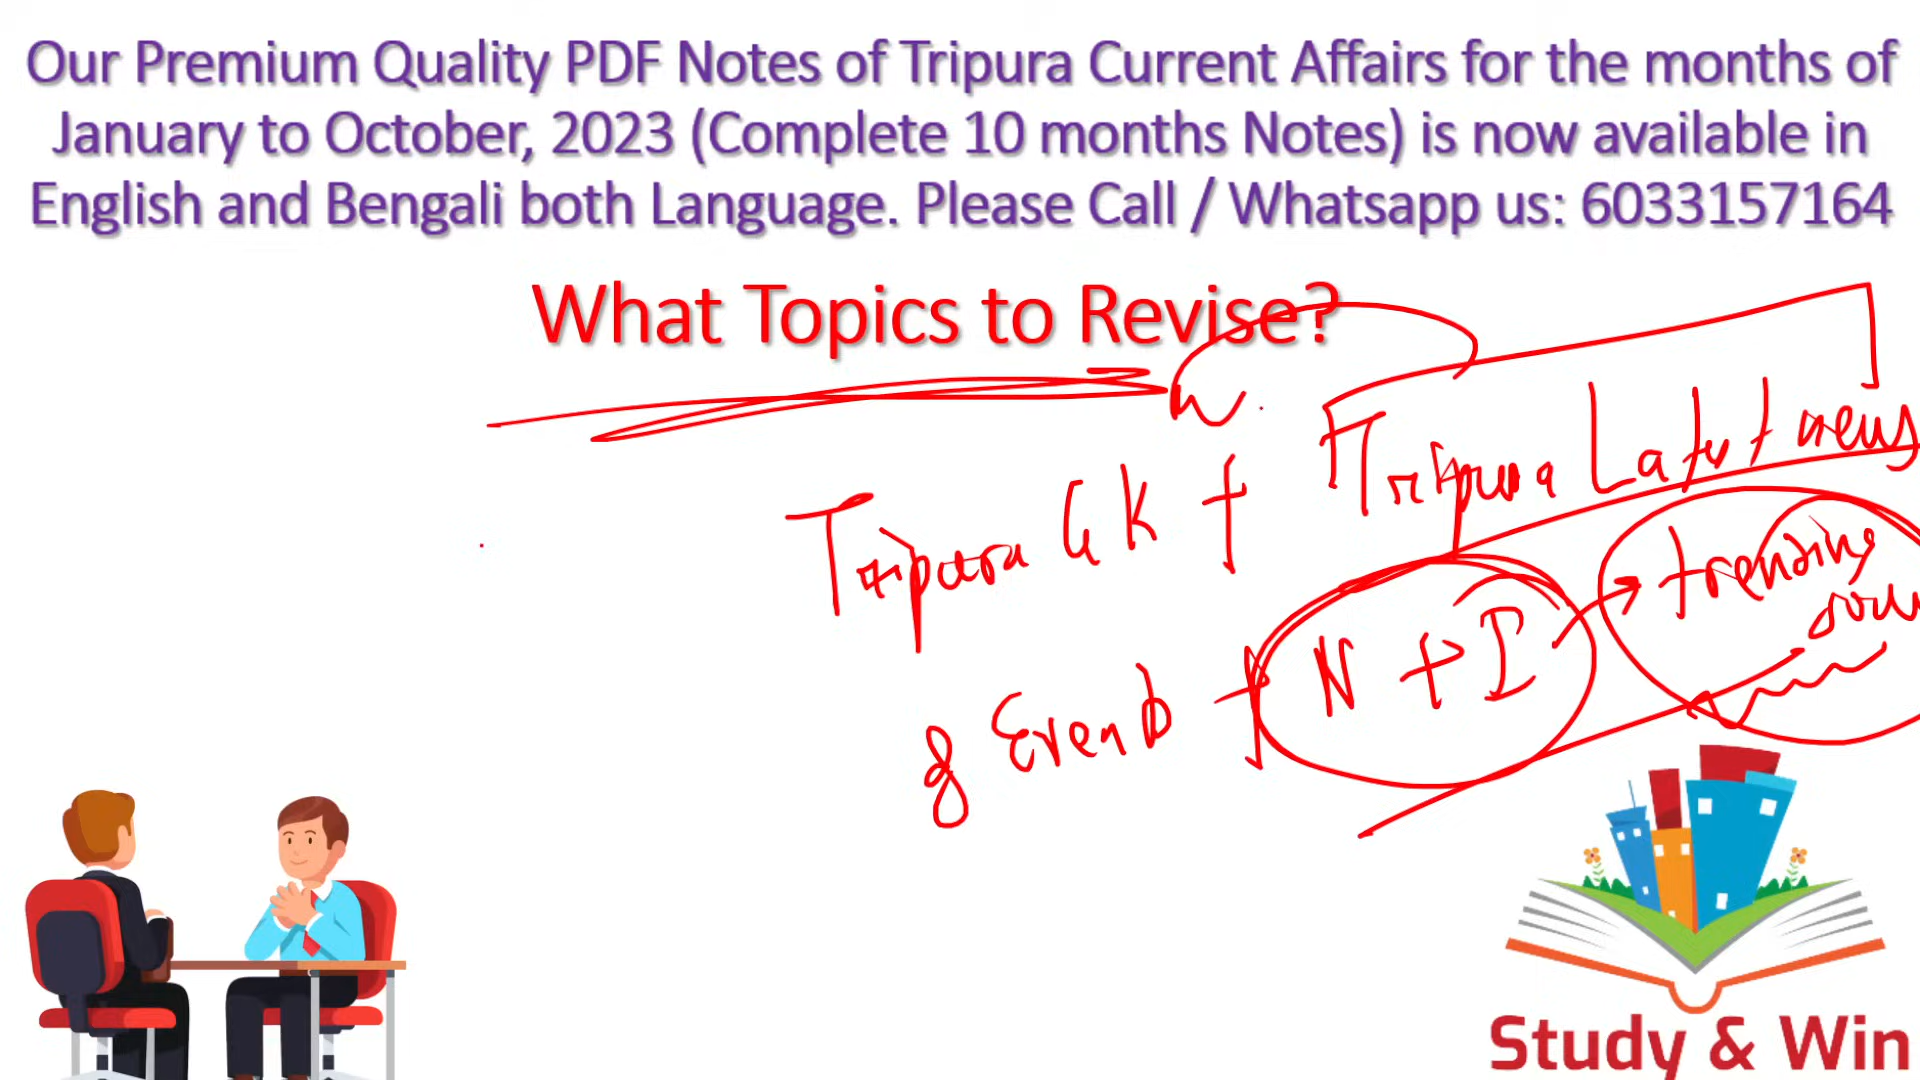 Our Premium Quality PDF Notes of Tripura Current Affairs for the months of
January to October, 2023 (Complete 10 months Notes) is now available in
English and Bengali both Language. Please Call / Whatsapp us: 6033157164
What Topics to Revise?
Tripura GK + Tripura Latest news
& Events + N + I → trending
Study & Win